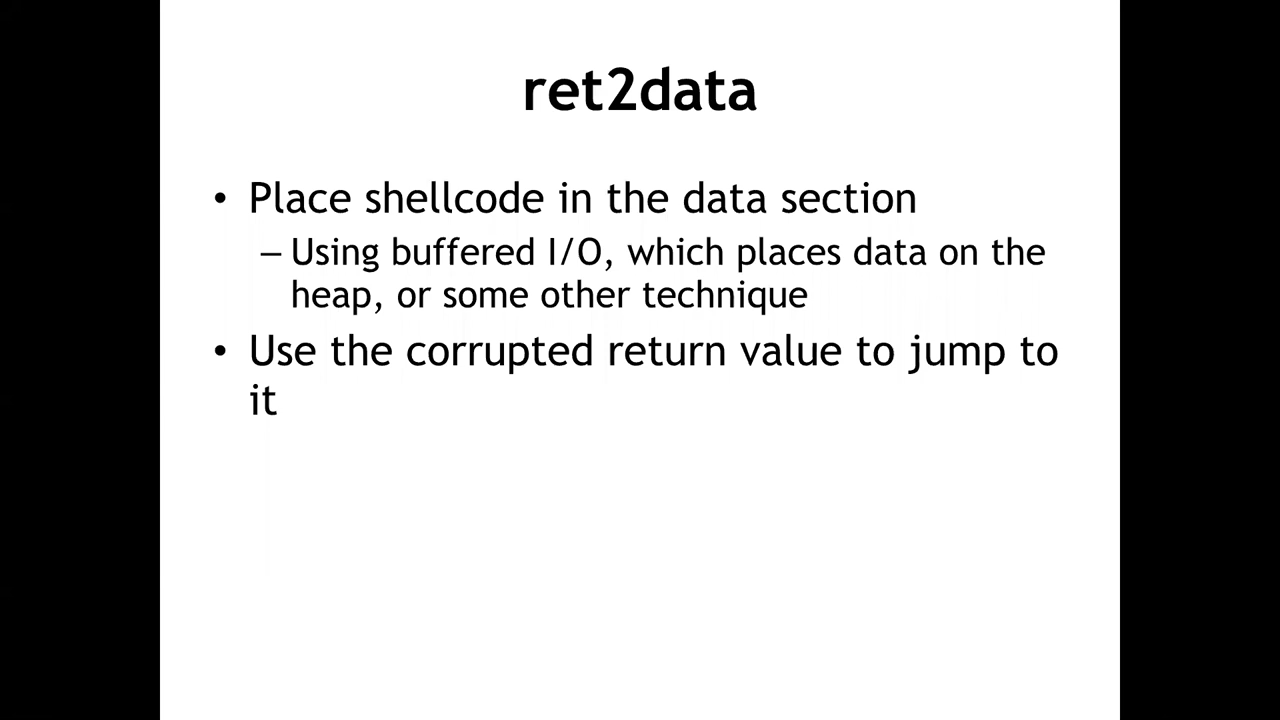 ret2data
• Place shellcode in the data section
– Using buffered I/O, which places data on the
heap, or some other technique
• Use the corrupted return value to jump to
it